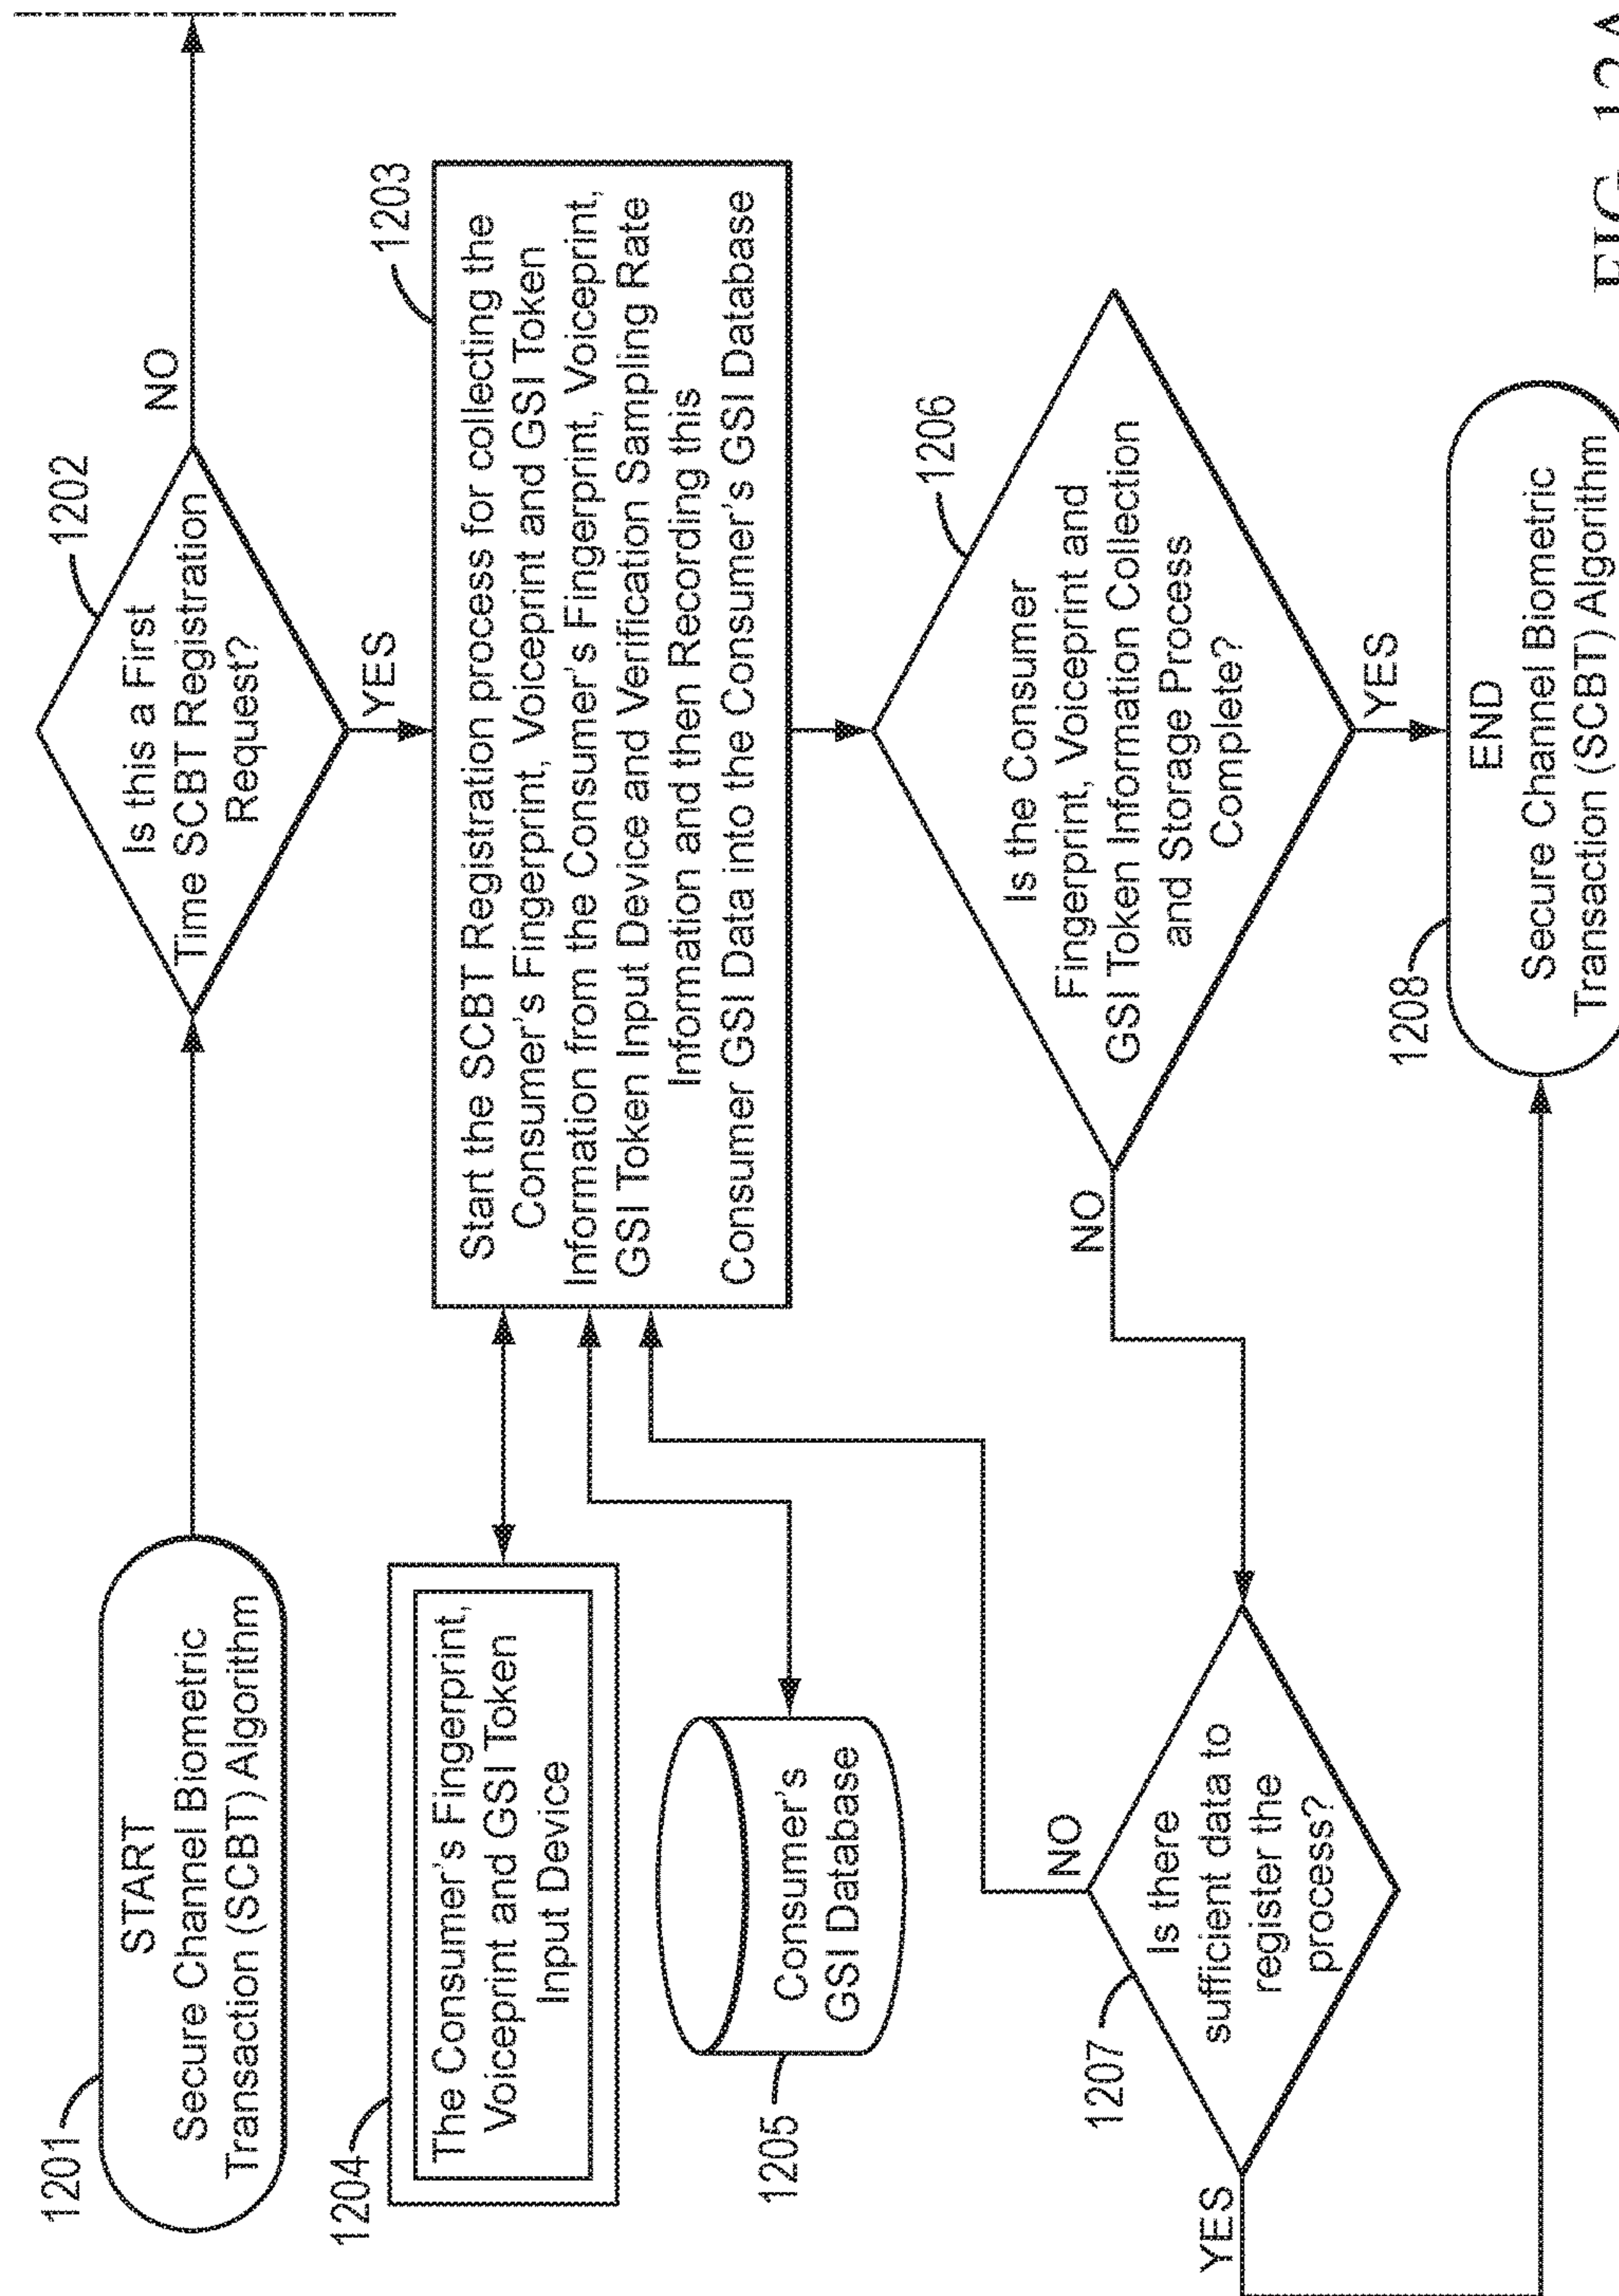 1201
START
Secure Channel Biometric
Transaction (SCBT) Algorithm
1202
Is this a First
Time SCBT Registration
Request?
NO
YES
1203
Start the SCBT Registration process for collecting the
Consumer's Fingerprint, Voiceprint and GSI Token
Information from the Consumer's Fingerprint, Voiceprint,
GSI Token Input Device and Verification Sampling Rate
Information and then Recording this
Consumer GSI Data into the Consumer's GSI Database
1204
The Consumer's Fingerprint,
Voiceprint and GSI Token
Input Device
1205
Consumer's
GSI Database
1206
Is the Consumer
Fingerprint, Voiceprint and
GSI Token Information Collection
and Storage Process
Complete?
NO
YES
1207
Is there
sufficient data to
register the
process?
NO
YES
1208
END
Secure Channel Biometric
Transaction (SCBT) Algorithm
FIG. 12A